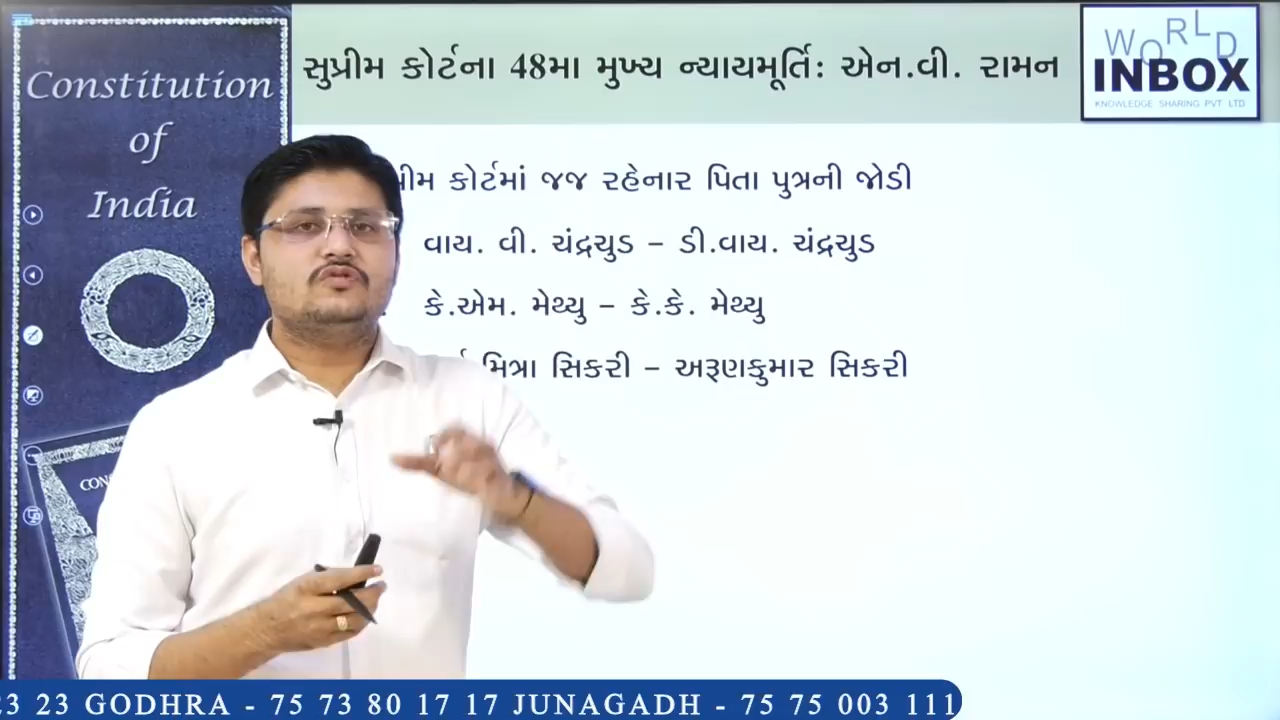 Constitution
of
India
સુપ્રીમ કોર્ટના 48મા મુખ્ય ન્યાયમૂર્તિ: એન.વી. રામન
WORLD
INBOX
KNOWLEDGE SHARING PVT LTD
કોર્ટમાં જજ રહેનાર પિતા પુત્રની જોડી
વાય. વી. ચંદ્રચુડ – ડી.વાય. ચંદ્રચુડ
કે.એમ. મેથ્યુ – કે.કે. મેથ્યુ
મિત્રા સિકરી – અરૂણકુમાર સિકરી
23 GODHRA - 75 73 80 17 17 JUNAGADH - 75 75 003 111